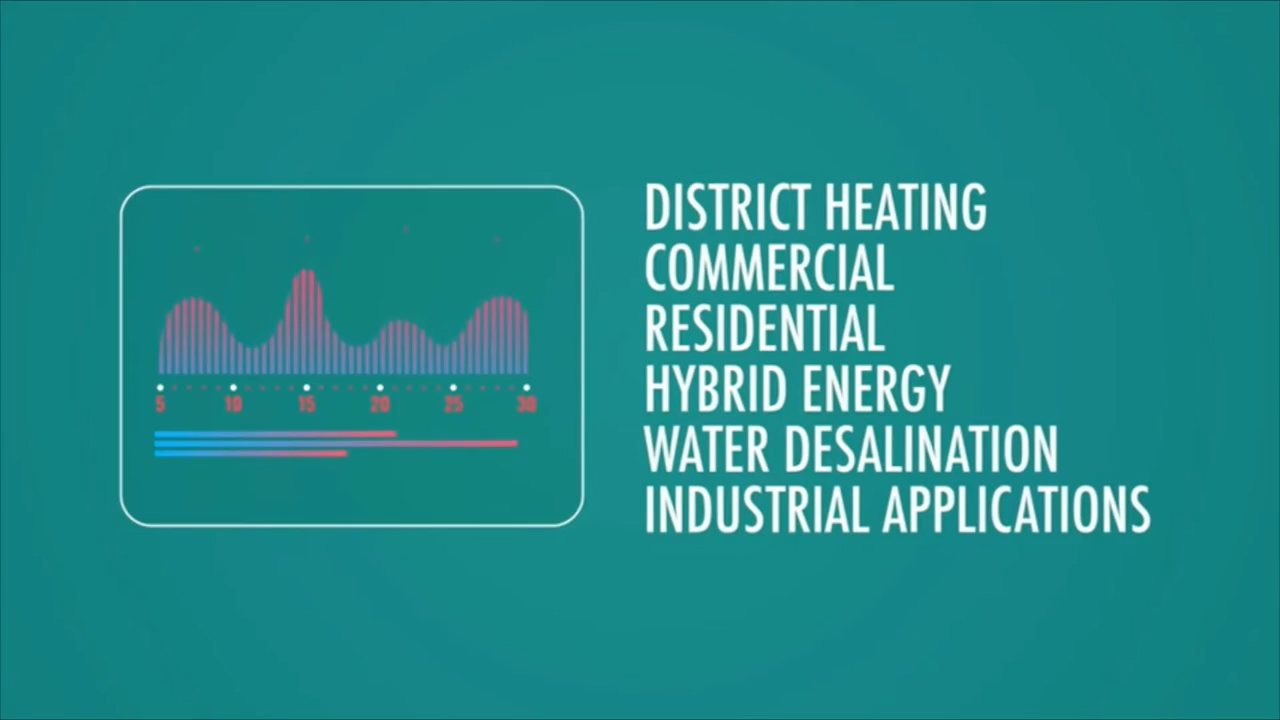 5 10 15 20 25 30
DISTRICT HEATING
COMMERCIAL
RESIDENTIAL
HYBRID ENERGY
WATER DESALINATION
INDUSTRIAL APPLICATIONS